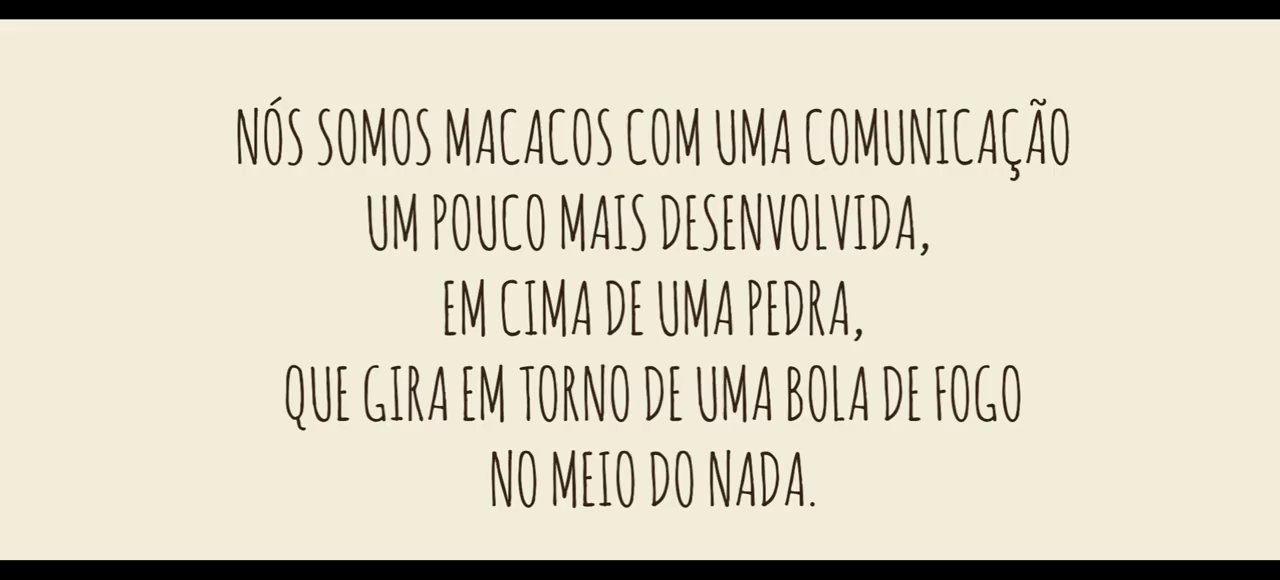 NÓS SOMOS MACACOS COM UMA COMUNICAÇÃO
UM POUCO MAIS DESENVOLVIDA,
EM CIMA DE UMA PEDRA,
QUE GIRA EM TORNO DE UMA BOLA DE FOGO
NO MEIO DO NADA.